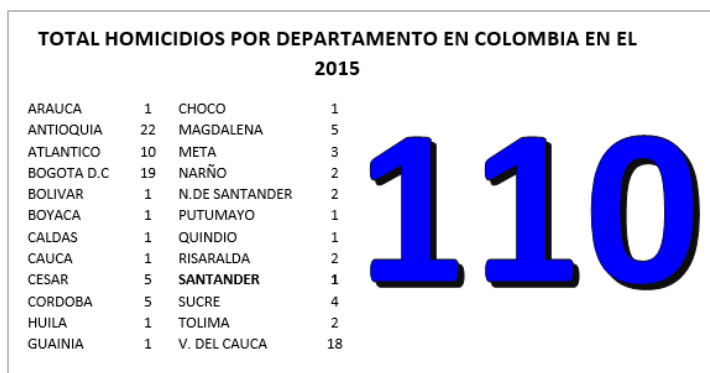 TOTAL HOMICIDIOS POR DEPARTAMENTO EN COLOMBIA EN EL
2015
ARAUCA 1 CHOCO 1
ANTIOQUIA 22 MAGDALENA 5
ATLANTICO 10 META 3
BOGOTA D.C 19 NARÑO 2
BOLIVAR 1 N.DE SANTANDER 2
BOYACA 1 PUTUMAYO 1
CALDAS 1 QUINDIO 1
CAUCA 1 RISARALDA 2
CESAR 5 SANTANDER 1
CORDOBA 5 SUCRE 4
HUILA 1 TOLIMA 2
GUAINIA 1 V. DEL CAUCA 18
110